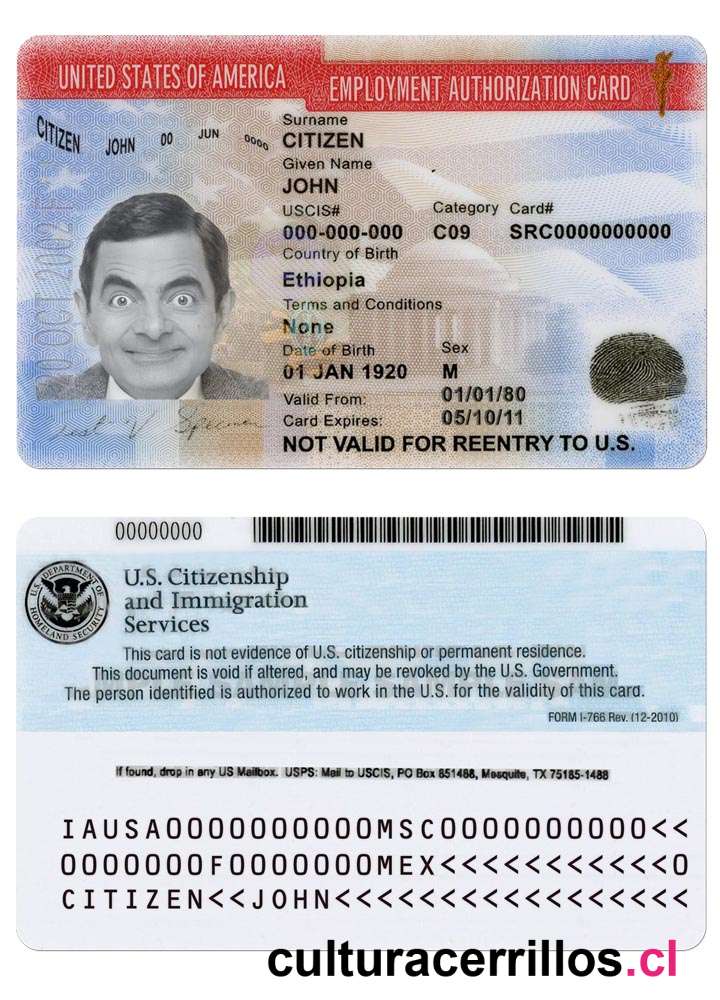 UNITED STATES OF AMERICA
EMPLOYMENT AUTHORIZATION CARD
CITIZEN JOHN 00 JUN 0000
Surname
CITIZEN
Given Name
JOHN
USCIS# Category Card#
000-000-000 C09 SRC0000000000
Country of Birth
Ethiopia
Terms and Conditions
None
Date of Birth Sex
01 JAN 1920 M
Valid From: 01/01/80
Card Expires: 05/10/11
NOT VALID FOR REENTRY TO U.S.
Specimen
00000000
U.S. DEPARTMENT OF HOMELAND SECURITY
U.S. Citizenship
and Immigration
Services
This card is not evidence of U.S. citizenship or permanent residence.
This document is void if altered, and may be revoked by the U.S. Government.
The person identified is authorized to work in the U.S. for the validity of this card.
FORM I-766 Rev. (12-2010)
If found, drop in any US Mailbox. USPS: Mail to USCIS, PO Box 851488, Mesquite, TX 75185-1488
IAUSA0000000000MSC0000000000<<
0000000F0000000MEX<<<<<<<<<<<0
CITIZEN<<JOHN<<<<<<<<<<<<<<<<<
culturacerrillos.cl